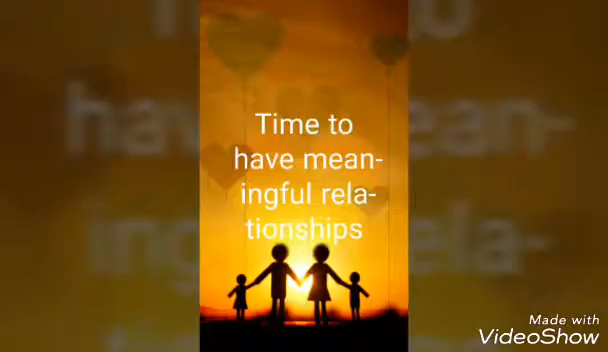 Time to
have mean-
ingful rela-
tionships
Made with
VideoShow